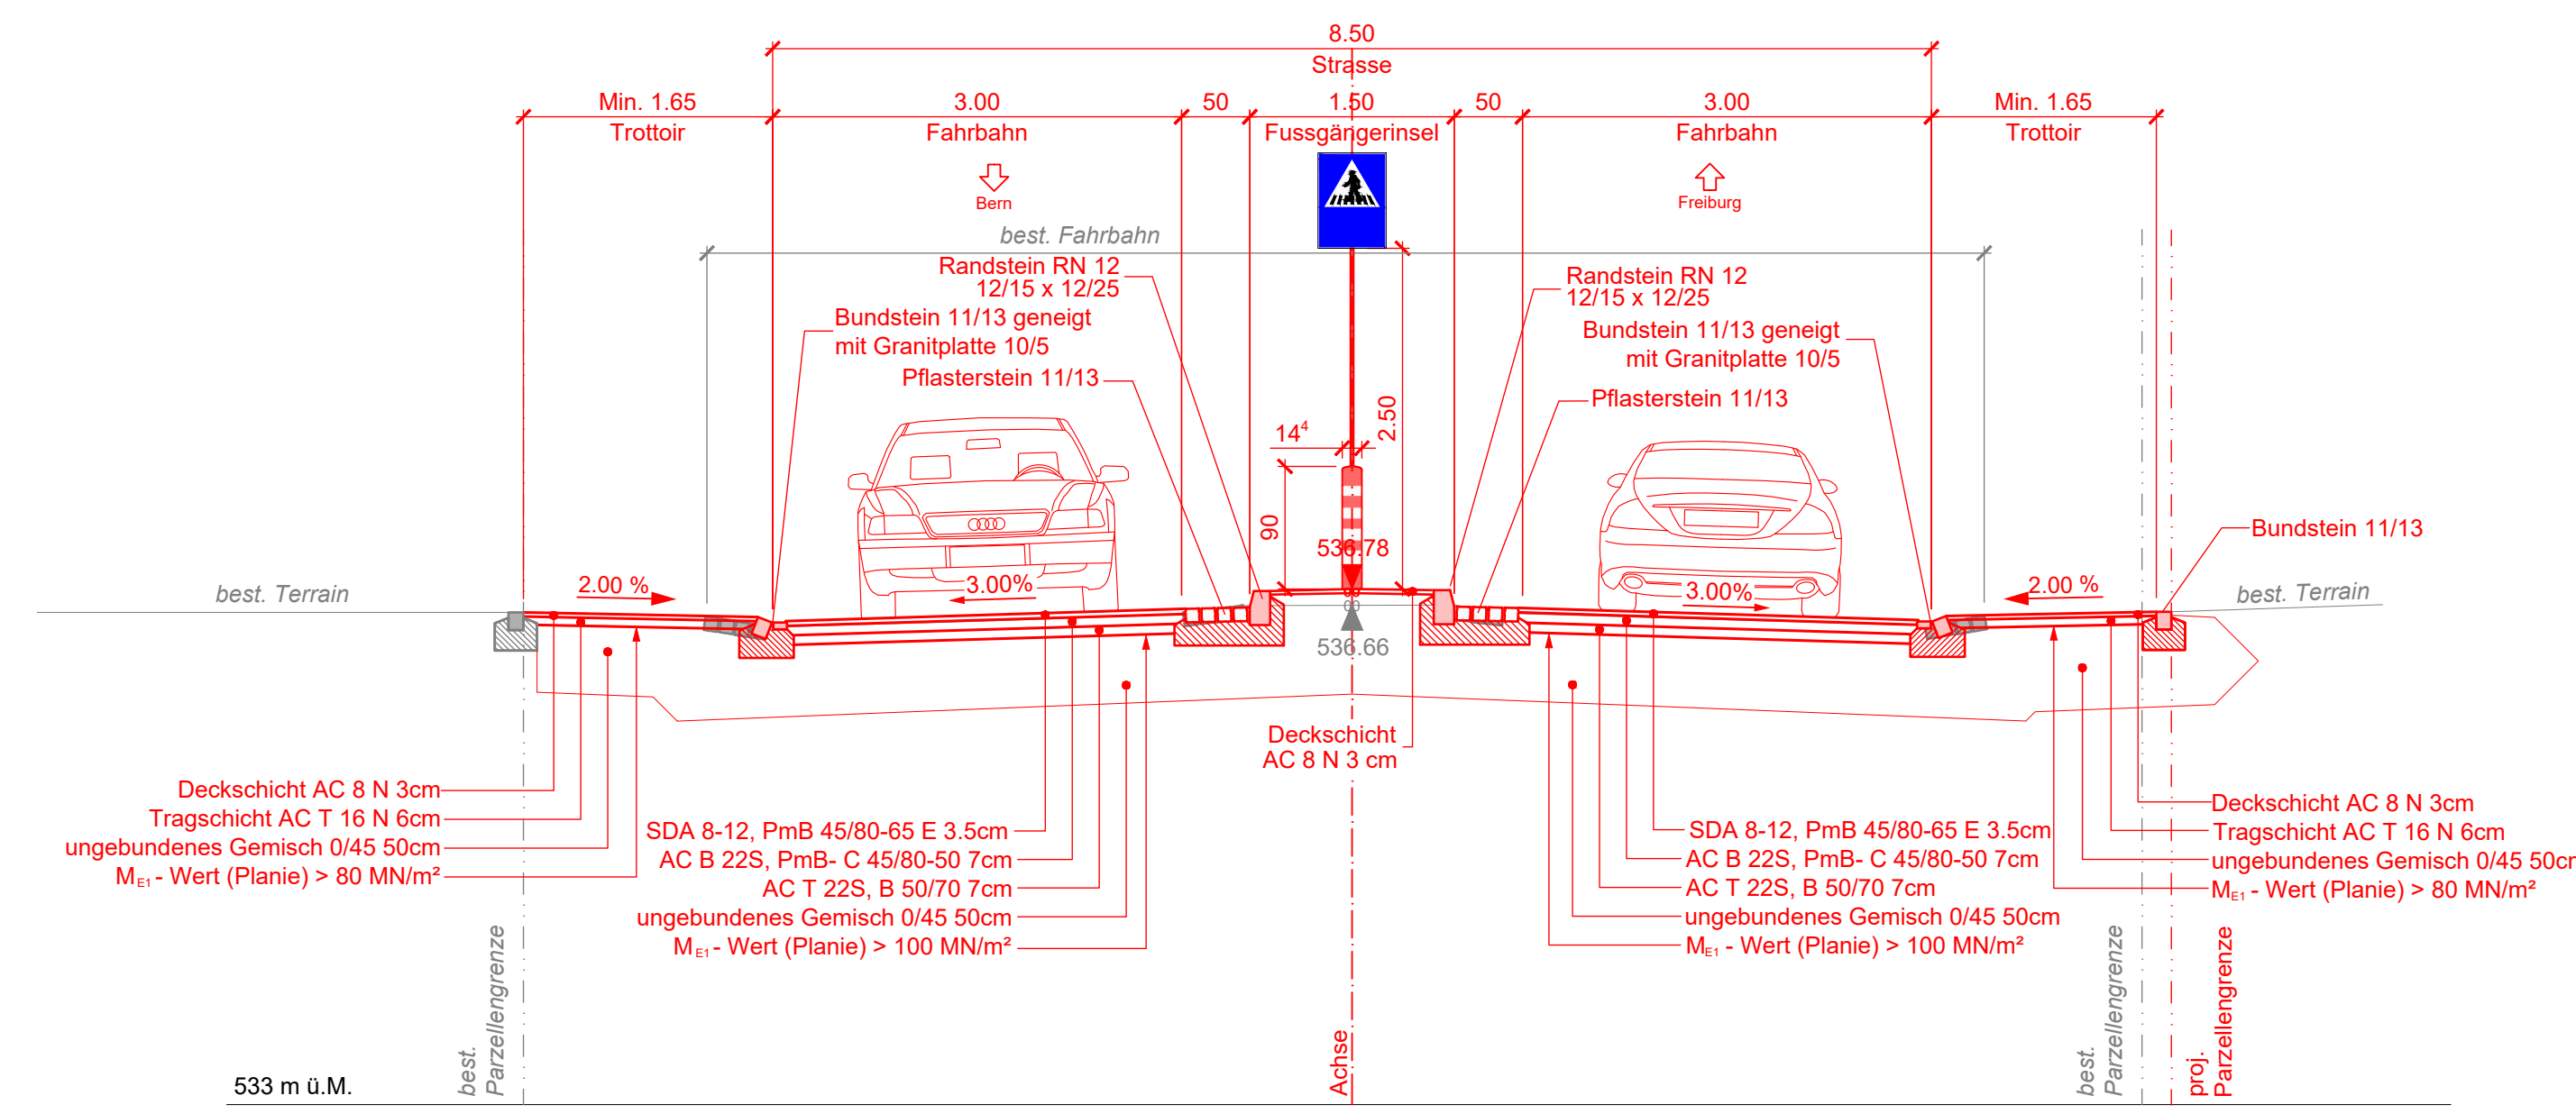 8.50
Strasse
Min. 1.65
3.00
50
1.50
50
3.00
Min. 1.65
Trottoir
Fahrbahn
Fussgängerinsel
Fahrbahn
Trottoir
Bern
Freiburg
best. Fahrbahn
Randstein RN 12
12/15 x 12/25
Bundstein 11/13 geneigt
mit Granitplatte 10/5
Pflasterstein 11/13
Randstein RN 12
12/15 x 12/25
Bundstein 11/13 geneigt
mit Granitplatte 10/5
Pflasterstein 11/13
14⁴
2.50
90
536.78
Bundstein 11/13
best. Terrain
2.00 %
3.00%
3.00%
2.00 %
best. Terrain
536.66
Deckschicht
AC 8 N 3 cm
Deckschicht AC 8 N 3cm
Tragschicht AC T 16 N 6cm
ungebundenes Gemisch 0/45 50cm
ME1 - Wert (Planie) > 80 MN/m²
SDA 8-12, PmB 45/80-65 E 3.5cm
AC B 22S, PmB- C 45/80-50 7cm
AC T 22S, B 50/70 7cm
ungebundenes Gemisch 0/45 50cm
ME1 - Wert (Planie) > 100 MN/m²
SDA 8-12, PmB 45/80-65 E 3.5cm
AC B 22S, PmB- C 45/80-50 7cm
AC T 22S, B 50/70 7cm
ungebundenes Gemisch 0/45 50cm
ME1 - Wert (Planie) > 100 MN/m²
Deckschicht AC 8 N 3cm
Tragschicht AC T 16 N 6cm
ungebundenes Gemisch 0/45 50cm
ME1 - Wert (Planie) > 80 MN/m²
best.
Parzellengrenze
Achse
best.
Parzellengrenze
proj.
Parzellengrenze
533 m ü.M.